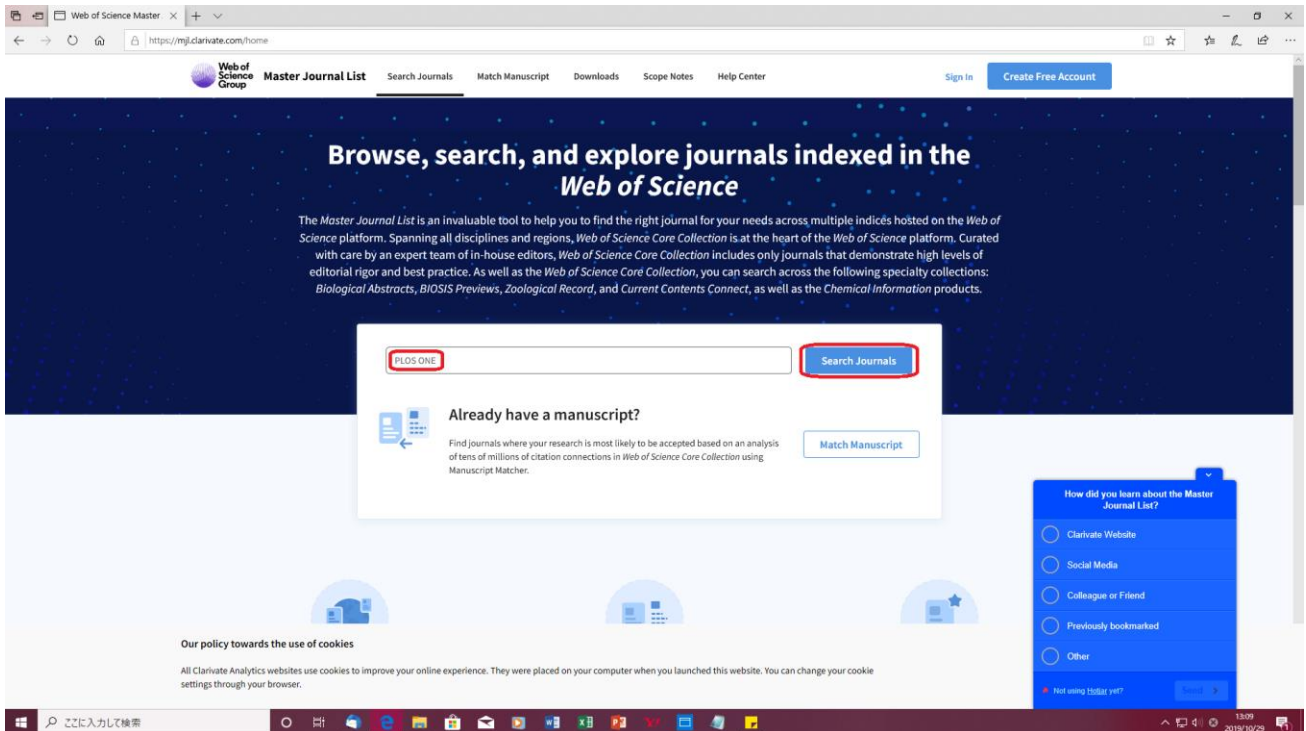 Web of Science Master
https://mjl.clarivate.com/home
Web of
Science
Group
Master Journal List
Search Journals
Match Manuscript
Downloads
Scope Notes
Help Center
Sign In
Create Free Account
Browse, search, and explore journals indexed in the
Web of Science
The Master Journal List is an invaluable tool to help you to find the right journal for your needs across multiple indices hosted on the Web of
Science platform. Spanning all disciplines and regions, Web of Science Core Collection is at the heart of the Web of Science platform. Curated
with care by an expert team of in-house editors, Web of Science Core Collection includes only journals that demonstrate high levels of
editorial rigor and best practice. As well as the Web of Science Core Collection, you can search across the following specialty collections:
Biological Abstracts, BIOSIS Previews, Zoological Record, and Current Contents Connect, as well as the Chemical Information products.
PLOS ONE
Search Journals
Already have a manuscript?
Find journals where your research is most likely to be accepted based on an analysis
of tens of millions of citation connections in Web of Science Core Collection using
Manuscript Matcher.
Match Manuscript
How did you learn about the Master
Journal List?
Clarivate Website
Social Media
Colleague or Friend
Previously bookmarked
Other
Not using Hotjar yet?
Send
Our policy towards the use of cookies
All Clarivate Analytics websites use cookies to improve your online experience. They were placed on your computer when you launched this website. You can change your cookie
settings through your browser.
ここに入力して検索
13:09
2019/10/29